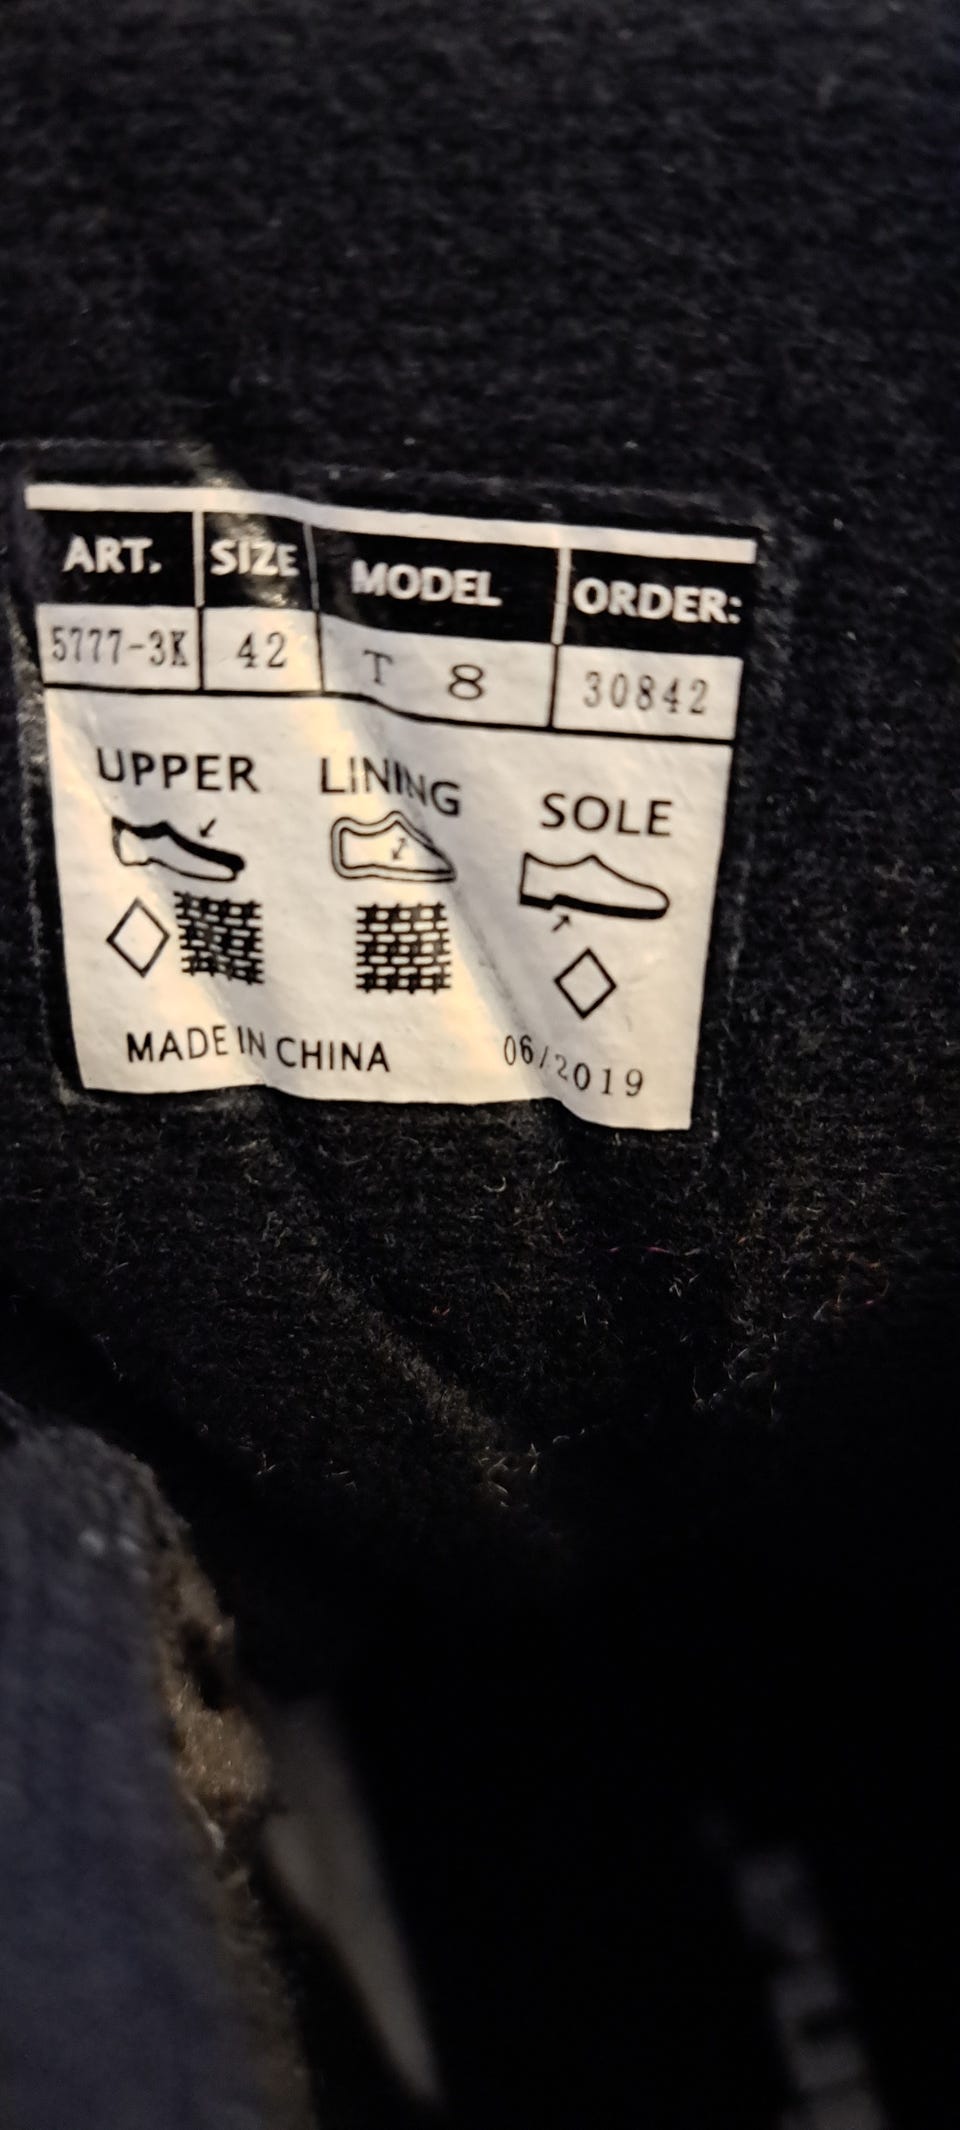 ART. SIZE MODEL ORDER:
5777-3K 42 T 8 30842
UPPER LINING SOLE
MADE IN CHINA 06/2019